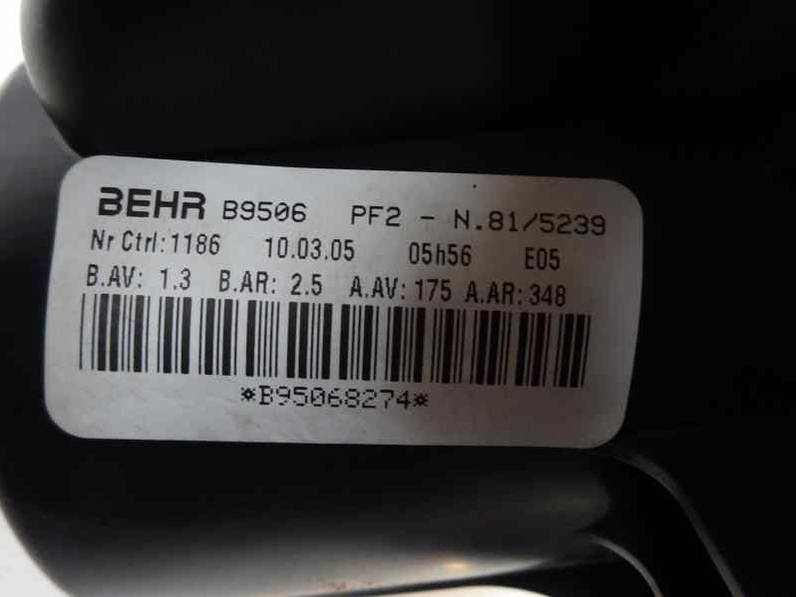 BEHR B9506 PF2 - N.81/5239
Nr Ctrl:1186 10.03.05 05h56 E05
B.AV: 1.3 B.AR: 2.5 A.AV: 175 A.AR: 348
*B95068274*